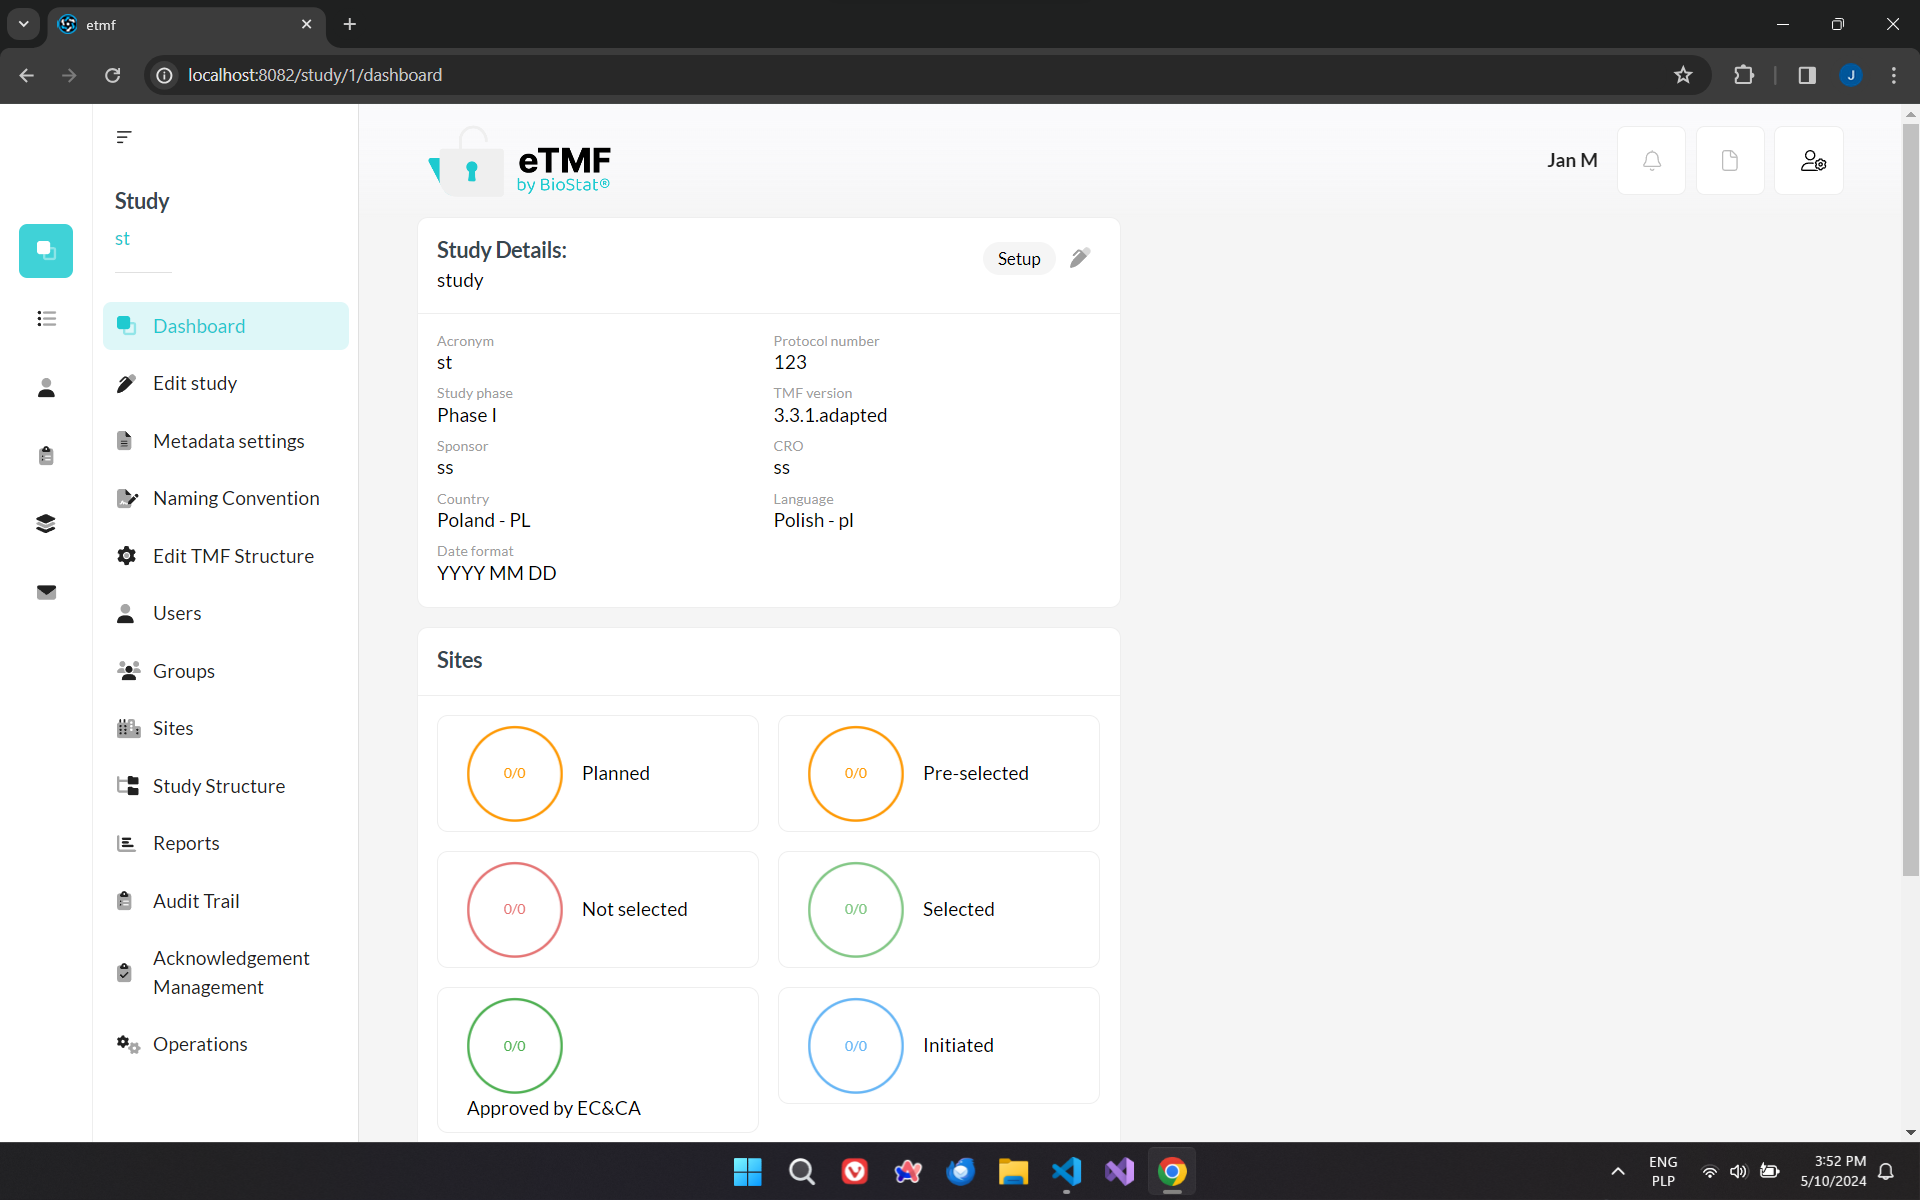 etmf
localhost:8082/study/1/dashboard
J
Study
st
Dashboard
Edit study
Metadata settings
Naming Convention
Edit TMF Structure
Users
Groups
Sites
Study Structure
Reports
Audit Trail
Acknowledgement
Management
Operations
eTMF
by BioStat®
Jan M
Study Details:
study
Setup
Acronym
st
Protocol number
123
Study phase
Phase I
TMF version
3.3.1.adapted
Sponsor
ss
CRO
ss
Country
Poland - PL
Language
Polish - pl
Date format
YYYY MM DD
Sites
0/0 Planned
0/0 Pre-selected
0/0 Not selected
0/0 Selected
0/0
Approved by EC&CA
0/0 Initiated
ENG
PLP
3:52 PM
5/10/2024